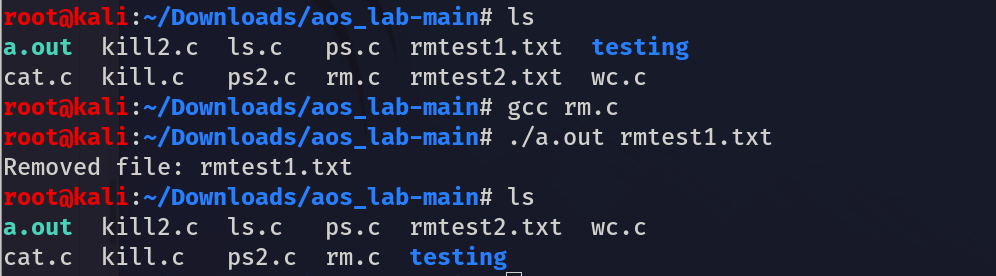 root@kali:~/Downloads/aos_lab-main# ls
a.out  kill2.c  ls.c   ps.c  rmtest1.txt  testing
cat.c  kill.c   ps2.c  rm.c  rmtest2.txt  wc.c
root@kali:~/Downloads/aos_lab-main# gcc rm.c
root@kali:~/Downloads/aos_lab-main# ./a.out rmtest1.txt
Removed file: rmtest1.txt
root@kali:~/Downloads/aos_lab-main# ls
a.out  kill2.c  ls.c   ps.c  rmtest2.txt  wc.c
cat.c  kill.c   ps2.c  rm.c  testing